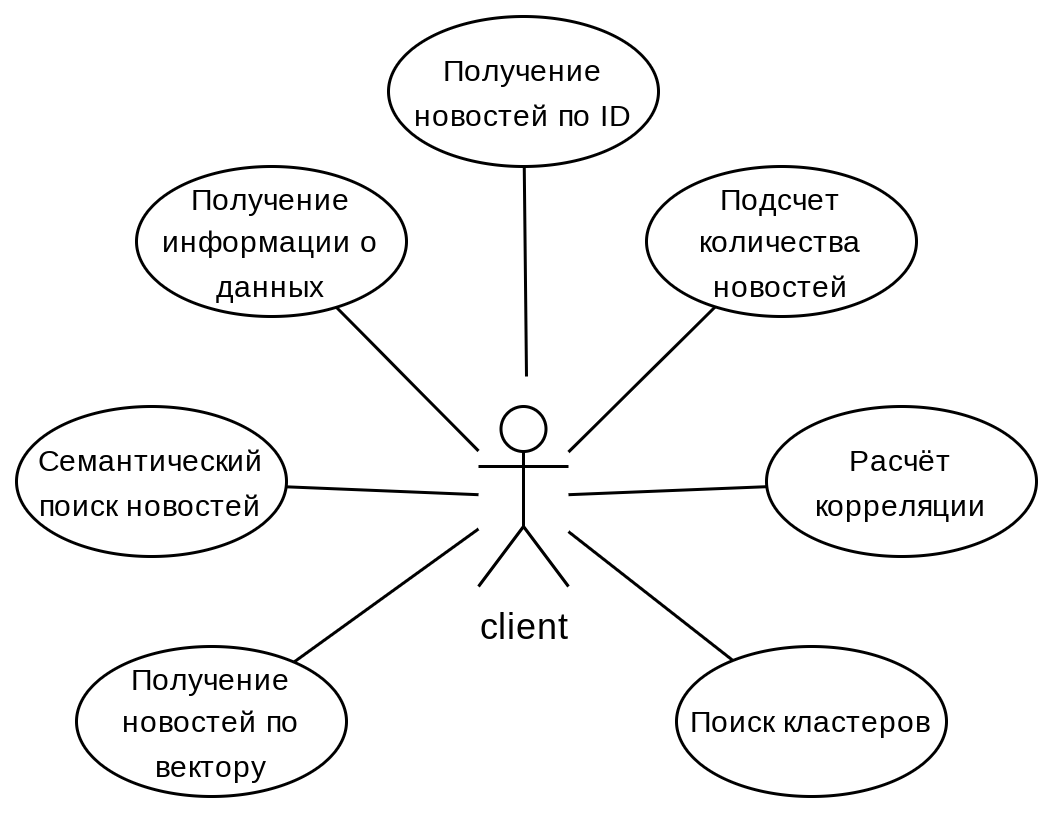 Получение
новостей по ID
Получение
информации о
данных
Подсчет
количества
новостей
Семантический
поиск новостей
Расчёт
корреляции
client
Получение
новостей по
вектору
Поиск кластеров